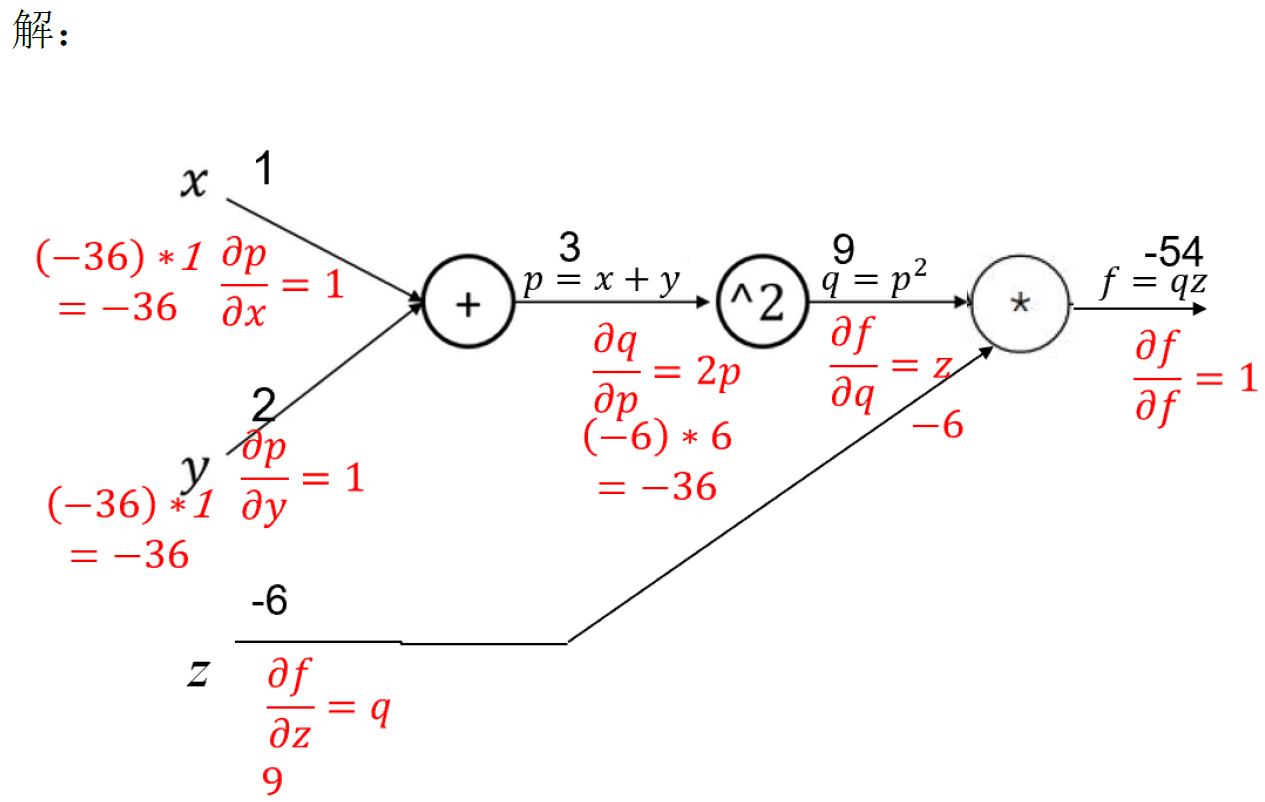 解：
x 1
(−36) * 1 ∂p/∂x = 1
= −36
+
3
p = x + y
∂q/∂p = 2p
(−6) * 6
= −36
^2
9
q = p²
∂f/∂q = z
−6
*
-54
f = qz
∂f/∂f = 1
2
y
∂p/∂y = 1
(−36) * 1
= −36
-6
z
∂f/∂z = q
9